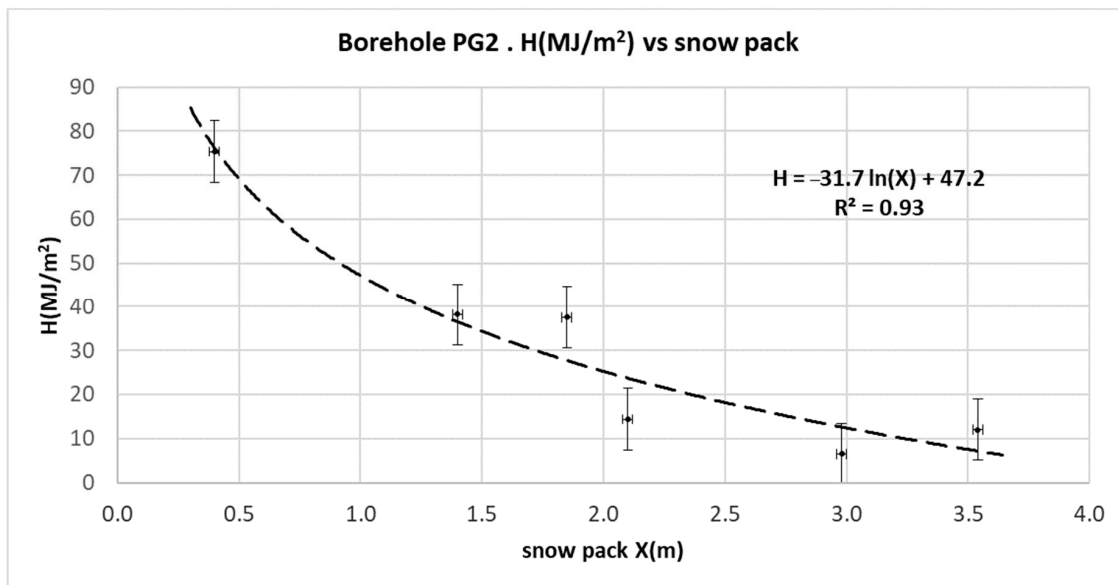 Borehole PG2 . H(MJ/m²) vs snow pack
90
80
70
60
50
40
30
20
10
0
H(MJ/m²)
H = –31.7 ln(X) + 47.2
R² = 0.93
0.0 0.5 1.0 1.5 2.0 2.5 3.0 3.5 4.0
snow pack X(m)